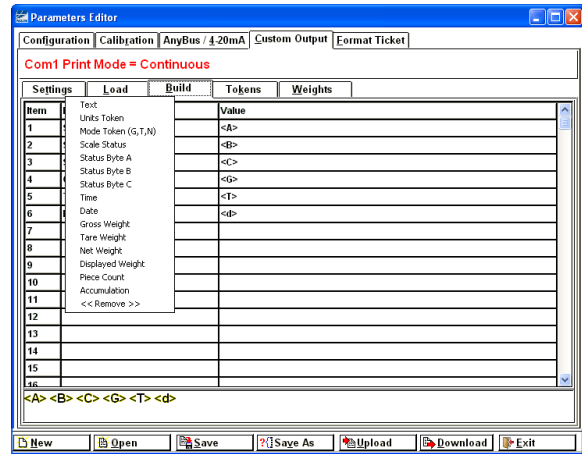 Parameters Editor
Configuration Calibration AnyBus / 4-20mA Custom Output Format Ticket
Com1 Print Mode = Continuous
Settings Load Build Tokens Weights
Item Value
1 <A>
2 <B>
3 <C>
4 <G>
5 <T>
6 <d>
7
8
9
10
11
12
13
14
15
16
Text
Units Token
Mode Token (G,T,N)
Scale Status
Status Byte A
Status Byte B
Status Byte C
Time
Date
Gross Weight
Tare Weight
Net Weight
Displayed Weight
Piece Count
Accumulation
<< Remove >>
<A> <B> <C> <G> <T> <d>
New Open Save Save As Upload Download Exit